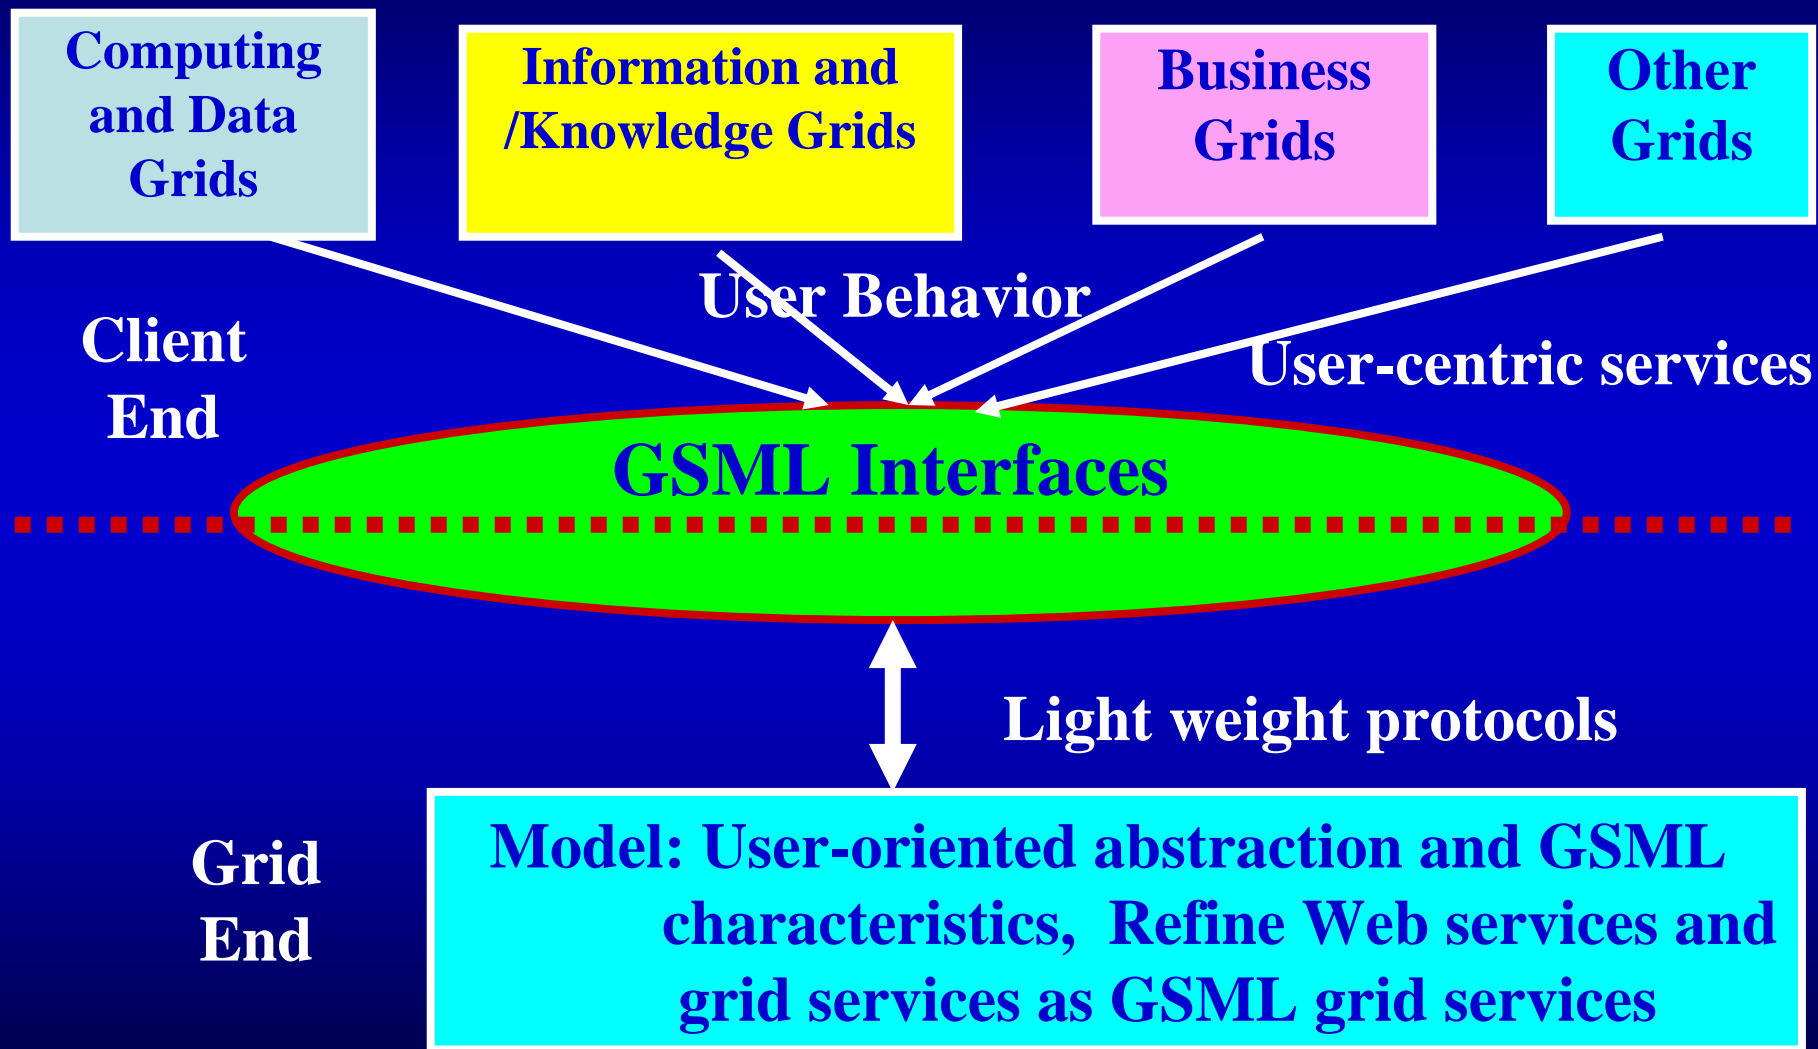 Computing
and Data
Grids
Information and
/Knowledge Grids
Business
Grids
Other
Grids
User Behavior
Client
End
User-centric services
GSML Interfaces
Light weight protocols
Grid
End
Model: User-oriented abstraction and GSML
characteristics, Refine Web services and
grid services as GSML grid services